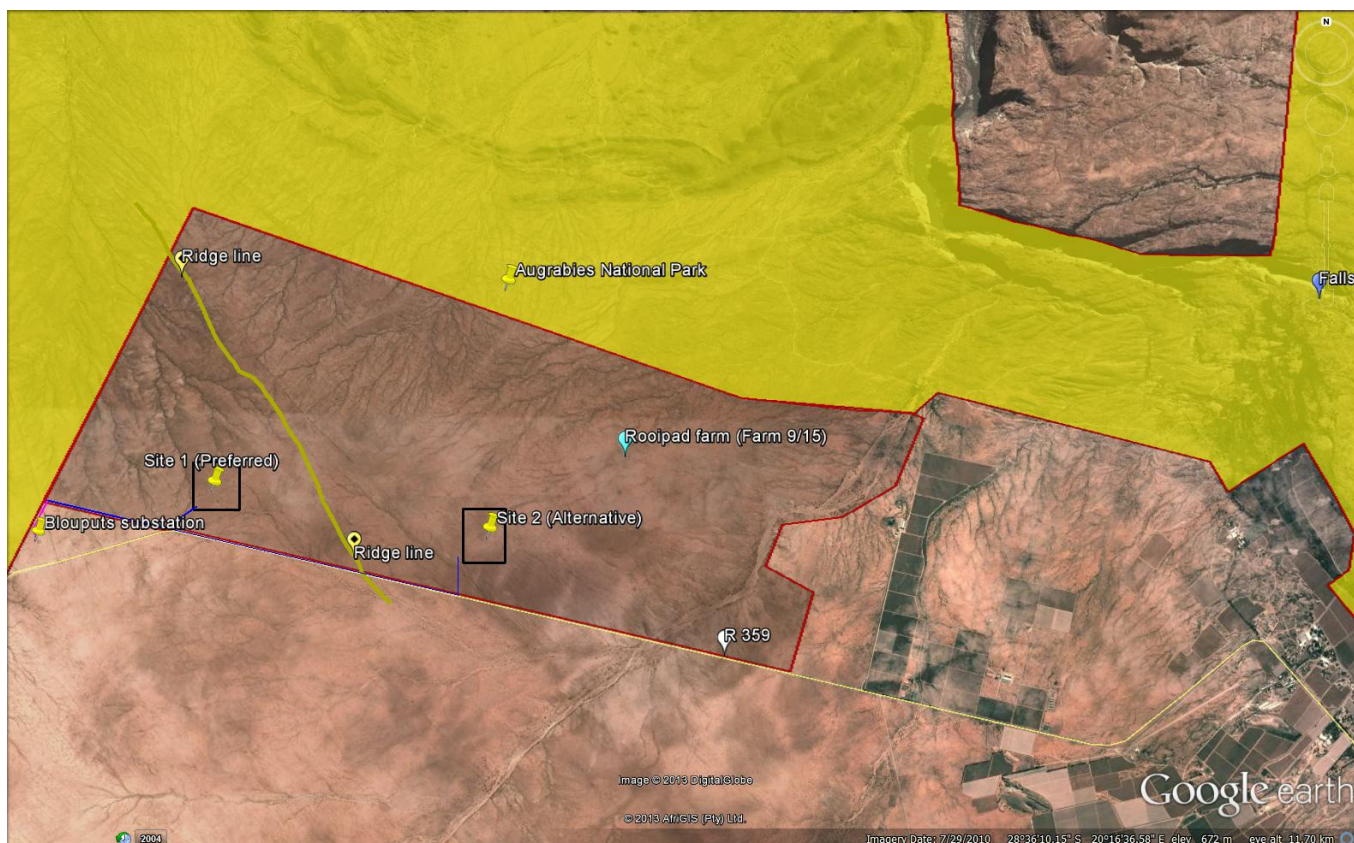 N
Ridge line
Augrabies National Park
Falls
Rooipad farm (Farm 9/15)
Site 1 (Preferred)
Site 2 (Alternative)
Blouputs substation
Ridge line
R 359
Image © 2013 DigitalGlobe
© 2013 AfriGIS (Pty) Ltd.
Google earth
2004
Imagery Date: 7/29/2010 28°36'10.15" S 20°16'36.58" E elev 672 m eye alt 11.70 km